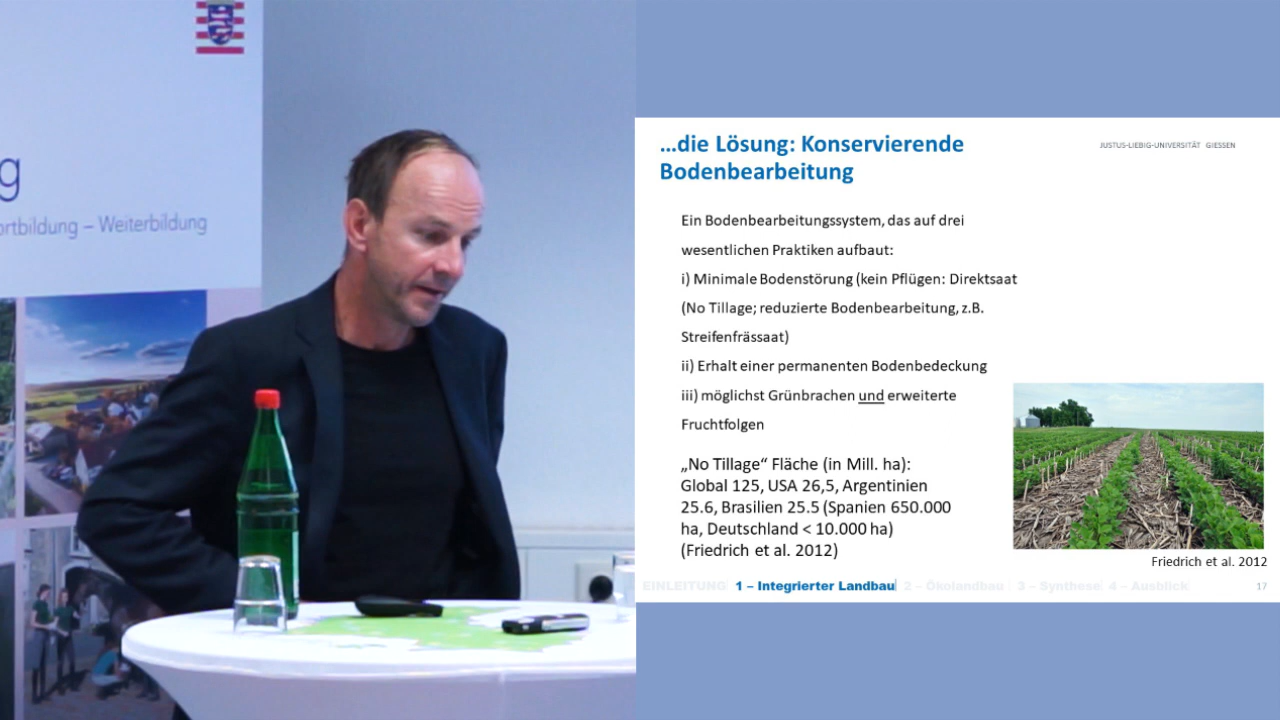 g
ortbildung – Weiterbildung
...die Lösung: Konservierende
Bodenbearbeitung
JUSTUS-LIEBIG-UNIVERSITÄT GIESSEN
Ein Bodenbearbeitungssystem, das auf drei
wesentlichen Praktiken aufbaut:
i) Minimale Bodenstörung (kein Pflügen: Direktsaat
(No Tillage; reduzierte Bodenbearbeitung, z.B.
Streifenfrässaat)
ii) Erhalt einer permanenten Bodenbedeckung
iii) möglichst Grünbrachen und erweiterte
Fruchtfolgen
„No Tillage“ Fläche (in Mill. ha):
Global 125, USA 26,5, Argentinien
25.6, Brasilien 25.5 (Spanien 650.000
ha, Deutschland < 10.000 ha)
(Friedrich et al. 2012)
Friedrich et al. 2012
EINLEITUNG 1 – Integrierter Landbau 2 – Ökolandbau 3 – Synthese 4 – Ausblick 17